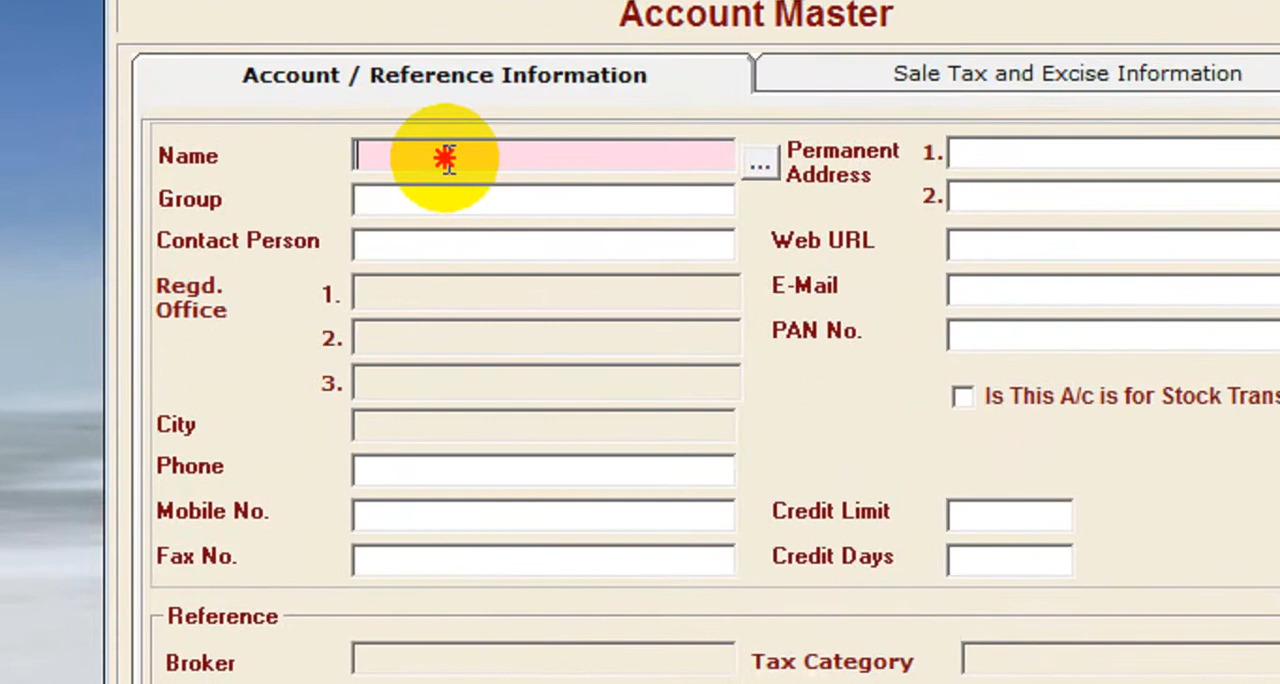 Account Master
Account / Reference Information
Sale Tax and Excise Information
Name
...
Permanent Address
1.
2.
Group
Contact Person
Web URL
Regd. Office
1.
2.
3.
E-Mail
PAN No.
Is This A/c is for Stock Trans
City
Phone
Mobile No.
Credit Limit
Fax No.
Credit Days
Reference
Broker
Tax Category